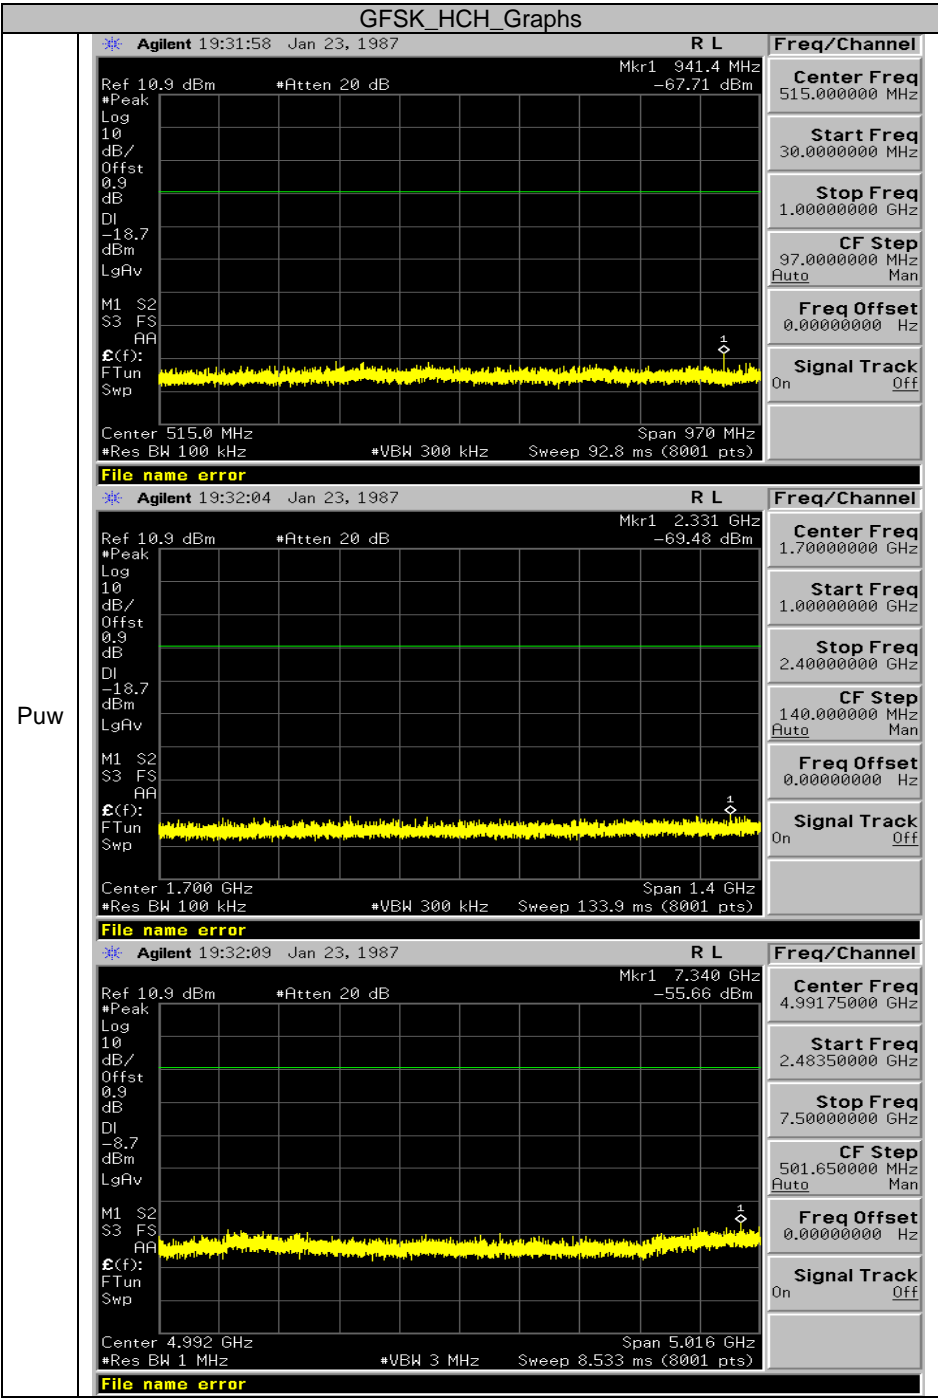 GFSK_HCH_Graphs
Puw
Agilent 19:31:58 Jan 23, 1987 R L Freq/Channel
Mkr1 941.4 MHz
Ref 10.9 dBm #Atten 20 dB -67.71 dBm
#Peak
Log
10
dB/
Offst
0.9
dB
DI
-18.7
dBm
LgAv
M1 S2
S3 FS
AA
£(f):
FTun
Swp
1
Center 515.0 MHz Span 970 MHz
#Res BW 100 kHz #VBW 300 kHz Sweep 92.8 ms (8001 pts)
File name error
Center Freq
515.000000 MHz
Start Freq
30.0000000 MHz
Stop Freq
1.00000000 GHz
CF Step
97.0000000 MHz
Auto Man
Freq Offset
0.00000000 Hz
Signal Track
On Off
Agilent 19:32:04 Jan 23, 1987 R L Freq/Channel
Mkr1 2.331 GHz
Ref 10.9 dBm #Atten 20 dB -69.48 dBm
#Peak
Log
10
dB/
Offst
0.9
dB
DI
-18.7
dBm
LgAv
M1 S2
S3 FS
AA
£(f):
FTun
Swp
1
Center 1.700 GHz Span 1.4 GHz
#Res BW 100 kHz #VBW 300 kHz Sweep 133.9 ms (8001 pts)
File name error
Center Freq
1.70000000 GHz
Start Freq
1.00000000 GHz
Stop Freq
2.40000000 GHz
CF Step
140.000000 MHz
Auto Man
Freq Offset
0.00000000 Hz
Signal Track
On Off
Agilent 19:32:09 Jan 23, 1987 R L Freq/Channel
Mkr1 7.340 GHz
Ref 10.9 dBm #Atten 20 dB -55.66 dBm
#Peak
Log
10
dB/
Offst
0.9
dB
DI
-8.7
dBm
LgAv
M1 S2
S3 FS
AA
£(f):
FTun
Swp
1
Center 4.992 GHz Span 5.016 GHz
#Res BW 1 MHz #VBW 3 MHz Sweep 8.533 ms (8001 pts)
File name error
Center Freq
4.99175000 GHz
Start Freq
2.48350000 GHz
Stop Freq
7.50000000 GHz
CF Step
501.650000 MHz
Auto Man
Freq Offset
0.00000000 Hz
Signal Track
On Off